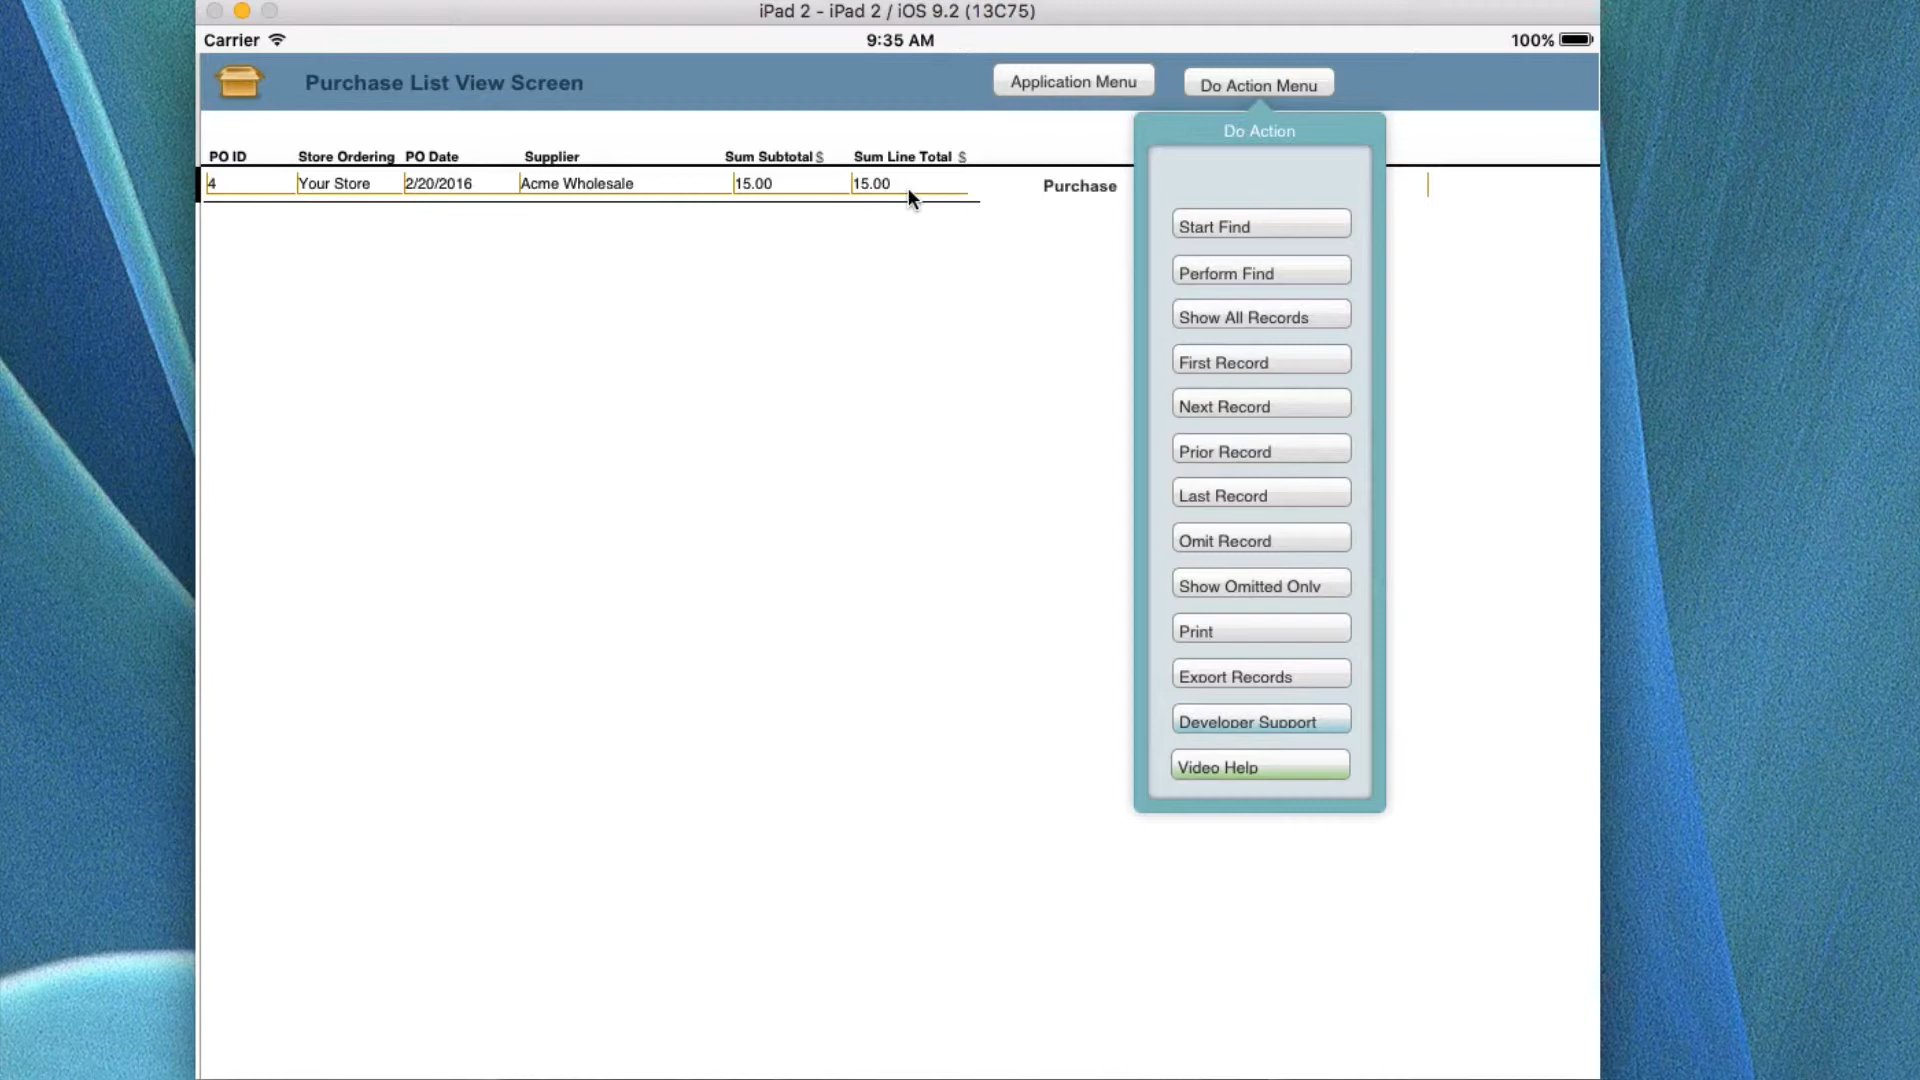 iPad 2 - iPad 2 / iOS 9.2 (13C75)
Carrier 9:35 AM 100%
Purchase List View Screen Application Menu Do Action Menu
Do Action
PO ID Store Ordering PO Date Supplier Sum Subtotal $ Sum Line Total $
4 Your Store 2/20/2016 Acme Wholesale 15.00 15.00 Purchase
Start Find
Perform Find
Show All Records
First Record
Next Record
Prior Record
Last Record
Omit Record
Show Omitted Only
Print
Export Records
Developer Support
Video Help